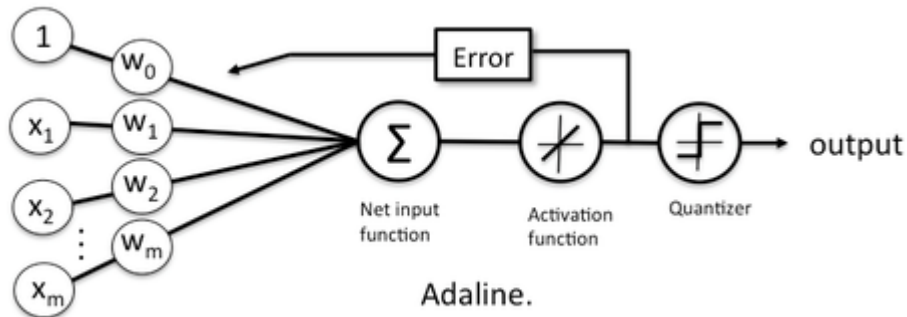 1
w0
Error
x1
w1
Σ
output
x2
w2
Net input
function
Activation
function
Quantizer
⋮
wm
xm
Adaline.